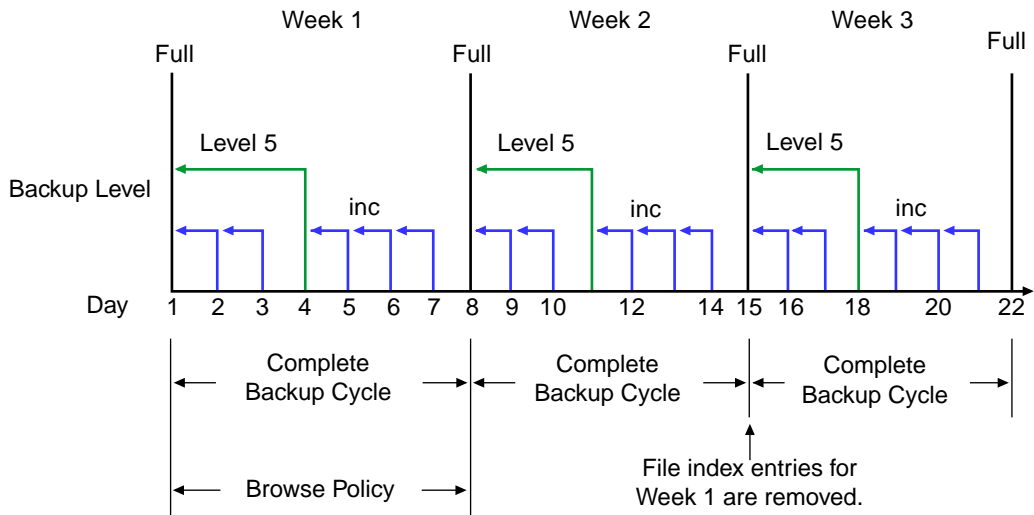 Week 1 Week 2 Week 3
Full Full Full Full
Level 5 Level 5 Level 5
Backup Level
inc inc inc
Day 1 2 3 4 5 6 7 8 9 10 12 14 15 16 18 20 22
Complete Backup Cycle
Complete Backup Cycle
Complete Backup Cycle
Browse Policy
File index entries for
Week 1 are removed.